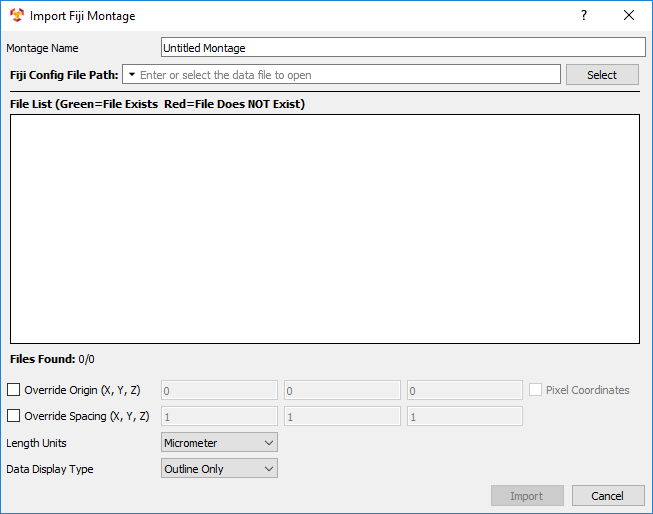 Import Fiji Montage ?
Montage Name Untitled Montage
Fiji Config File Path: Enter or select the data file to open Select
File List (Green=File Exists  Red=File Does NOT Exist)
Files Found: 0/0
Override Origin (X, Y, Z) 0 0 0 Pixel Coordinates
Override Spacing (X, Y, Z) 1 1 1
Length Units Micrometer
Data Display Type Outline Only
Import Cancel